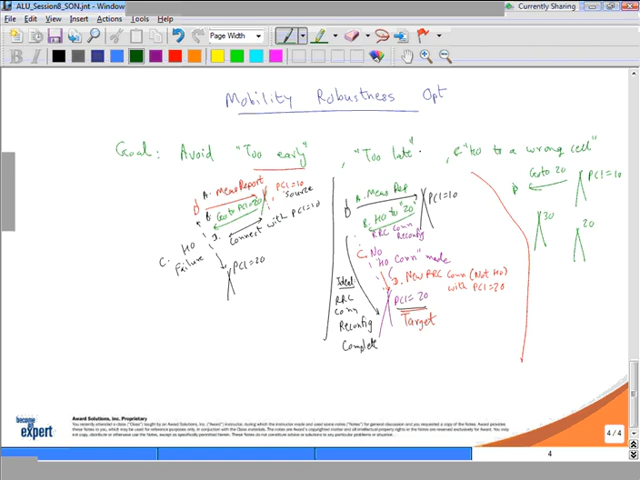 ALU_Session8_SON.jnt - Window
Currently Sharing
File Edit View Insert Actions Tools Help
Mobility Robustness Opt
Goal: Avoid "Too early", "Too late", & "HO to a wrong cell"
A. Meas Report
PCI=10
Source
B. Go to PCI=20
D. Connect with PCI=10
C. HO Failure
PCI=20
A. Meas Rep
PCI=10
B. HO to "20"
RRC Conn Reconfig
C. No "HO Conn" made
D. New RRC Conn (Not HO)
with PCI=20
Ideal:
RRC
Conn
Reconfig
Complete
PCI=20
Target
Go to 20
PCI=10
30
20
become an expert
Award Solutions, Inc. Proprietary
4/4
4